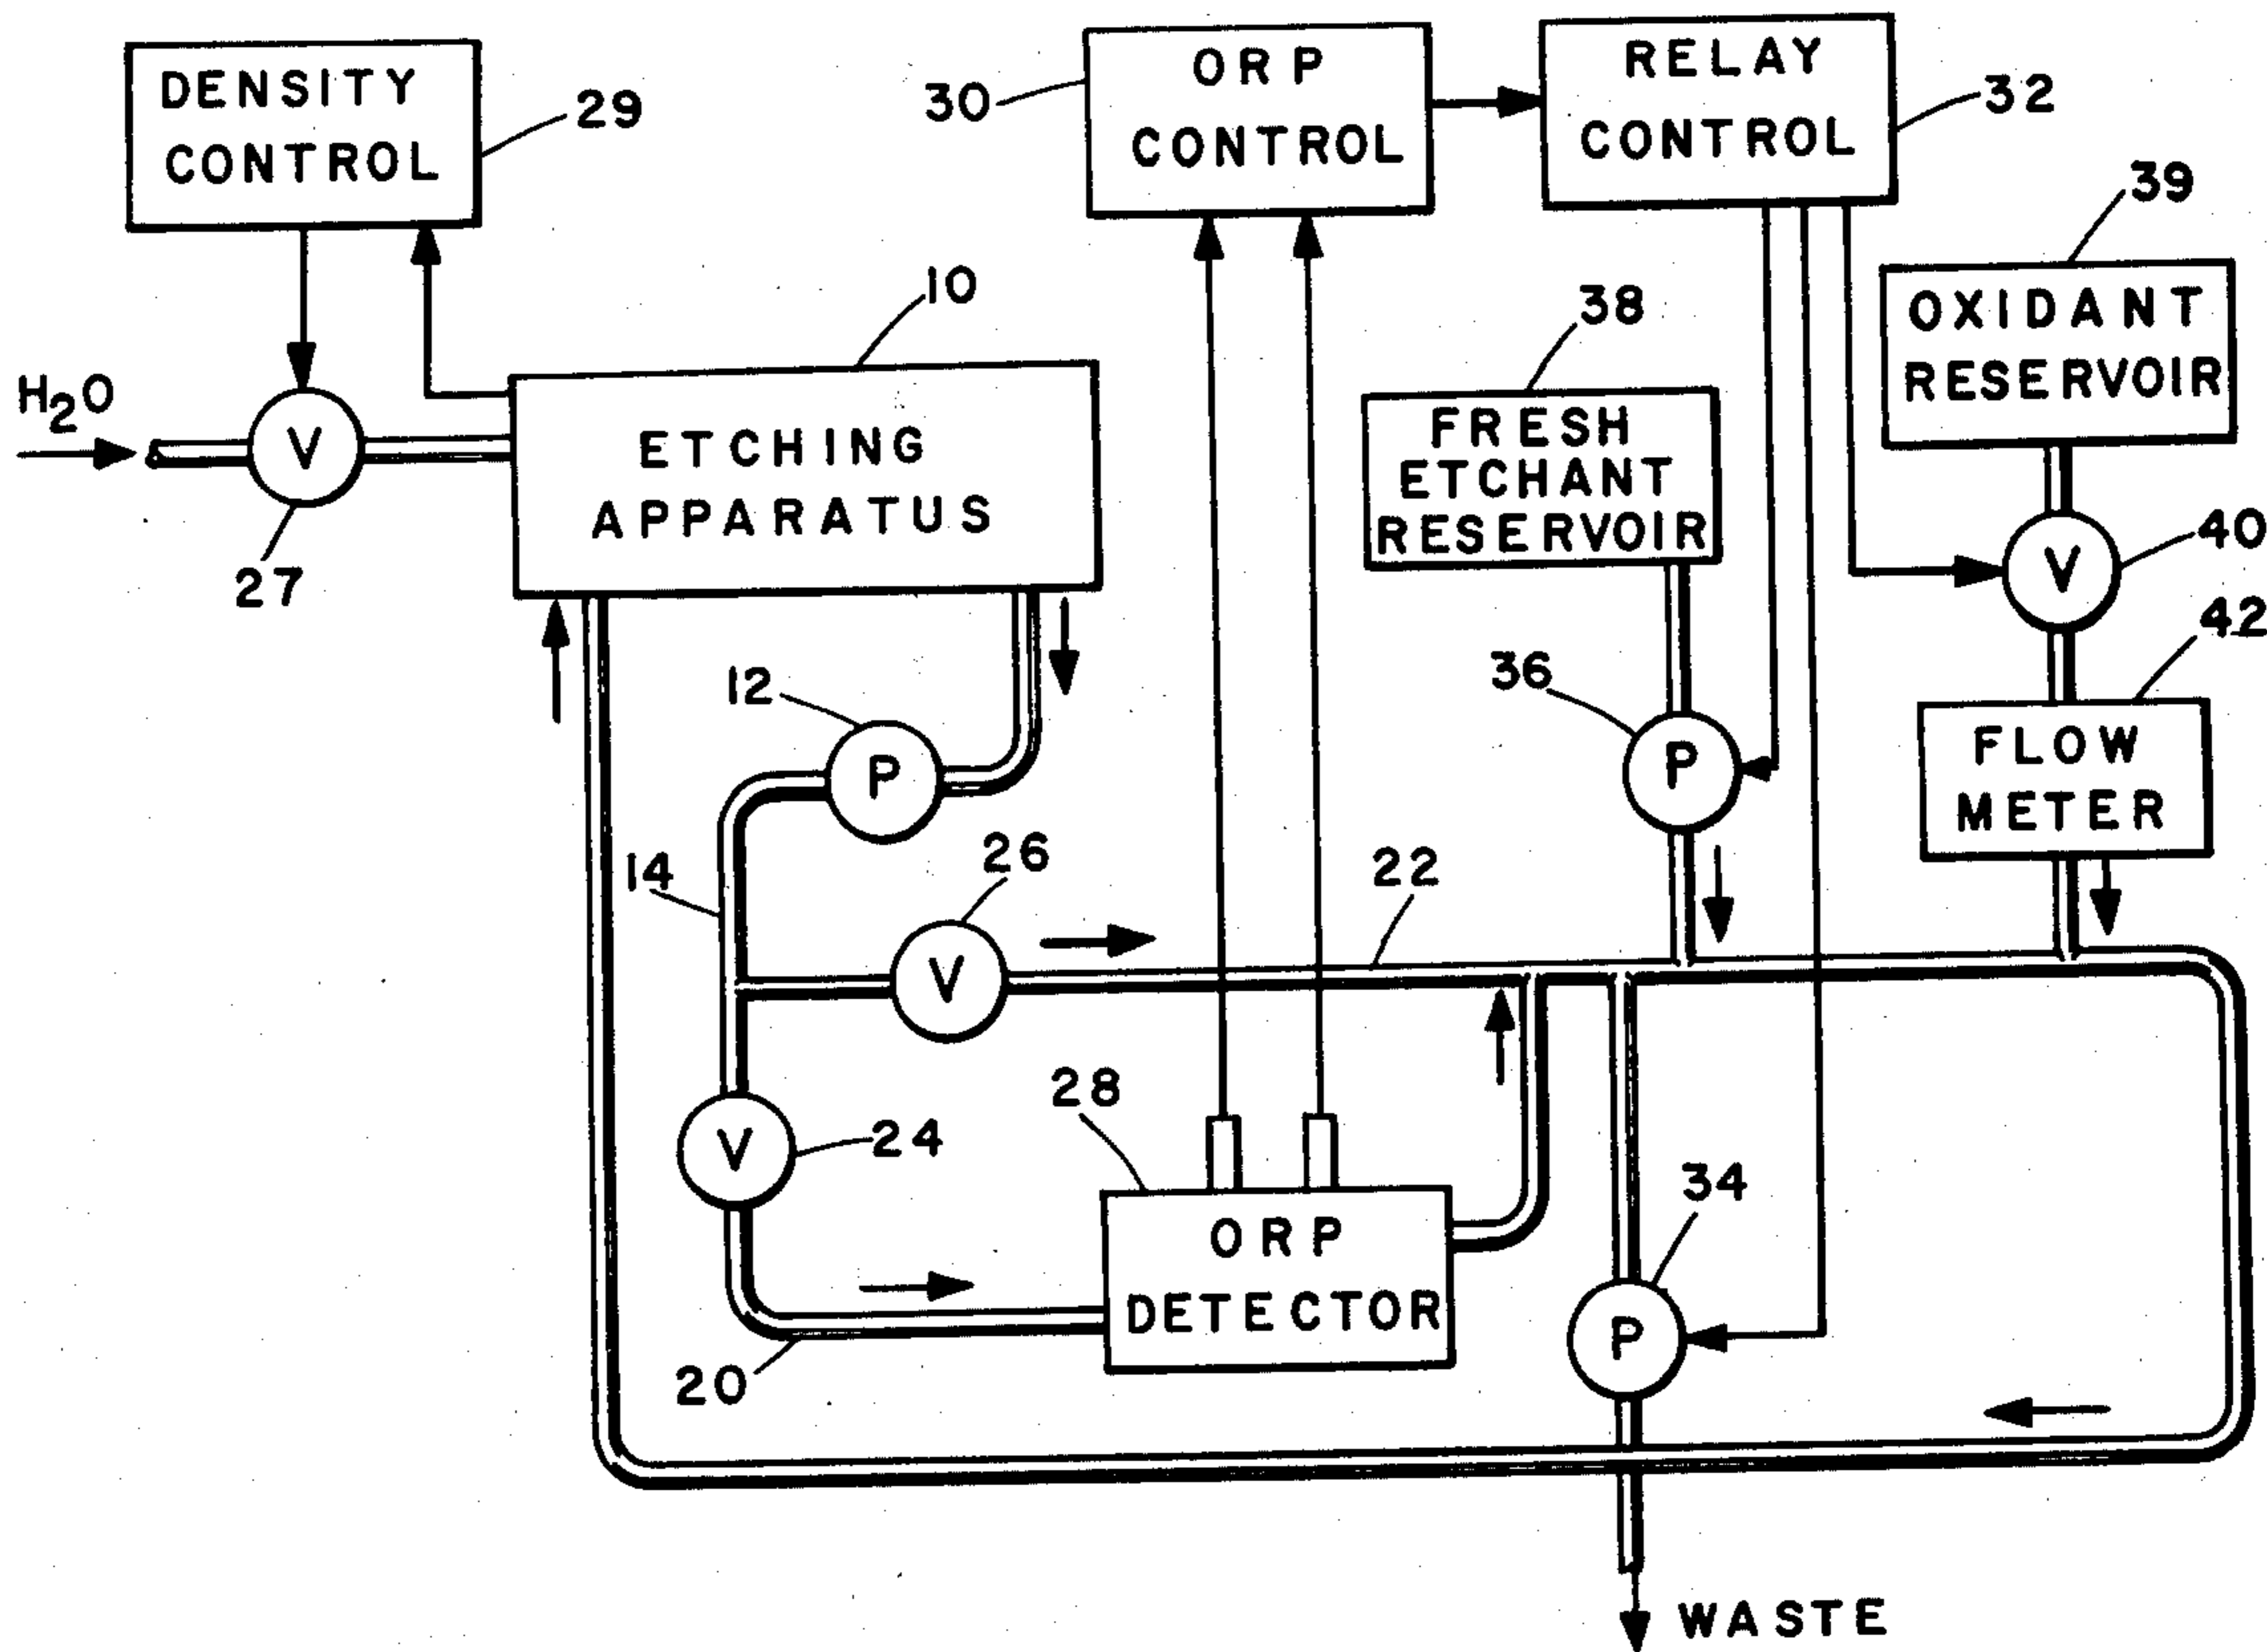 DENSITY
CONTROL
29
30
ORP
CONTROL
RELAY
CONTROL
32
39
OXIDANT
RESERVOIR
10
38
H2O
V
27
ETCHING
APPARATUS
FRESH
ETCHANT
RESERVOIR
V
40
42
12
P
36
P
FLOW
METER
14
26
V
22
V
24
28
ORP
DETECTOR
34
P
20
WASTE